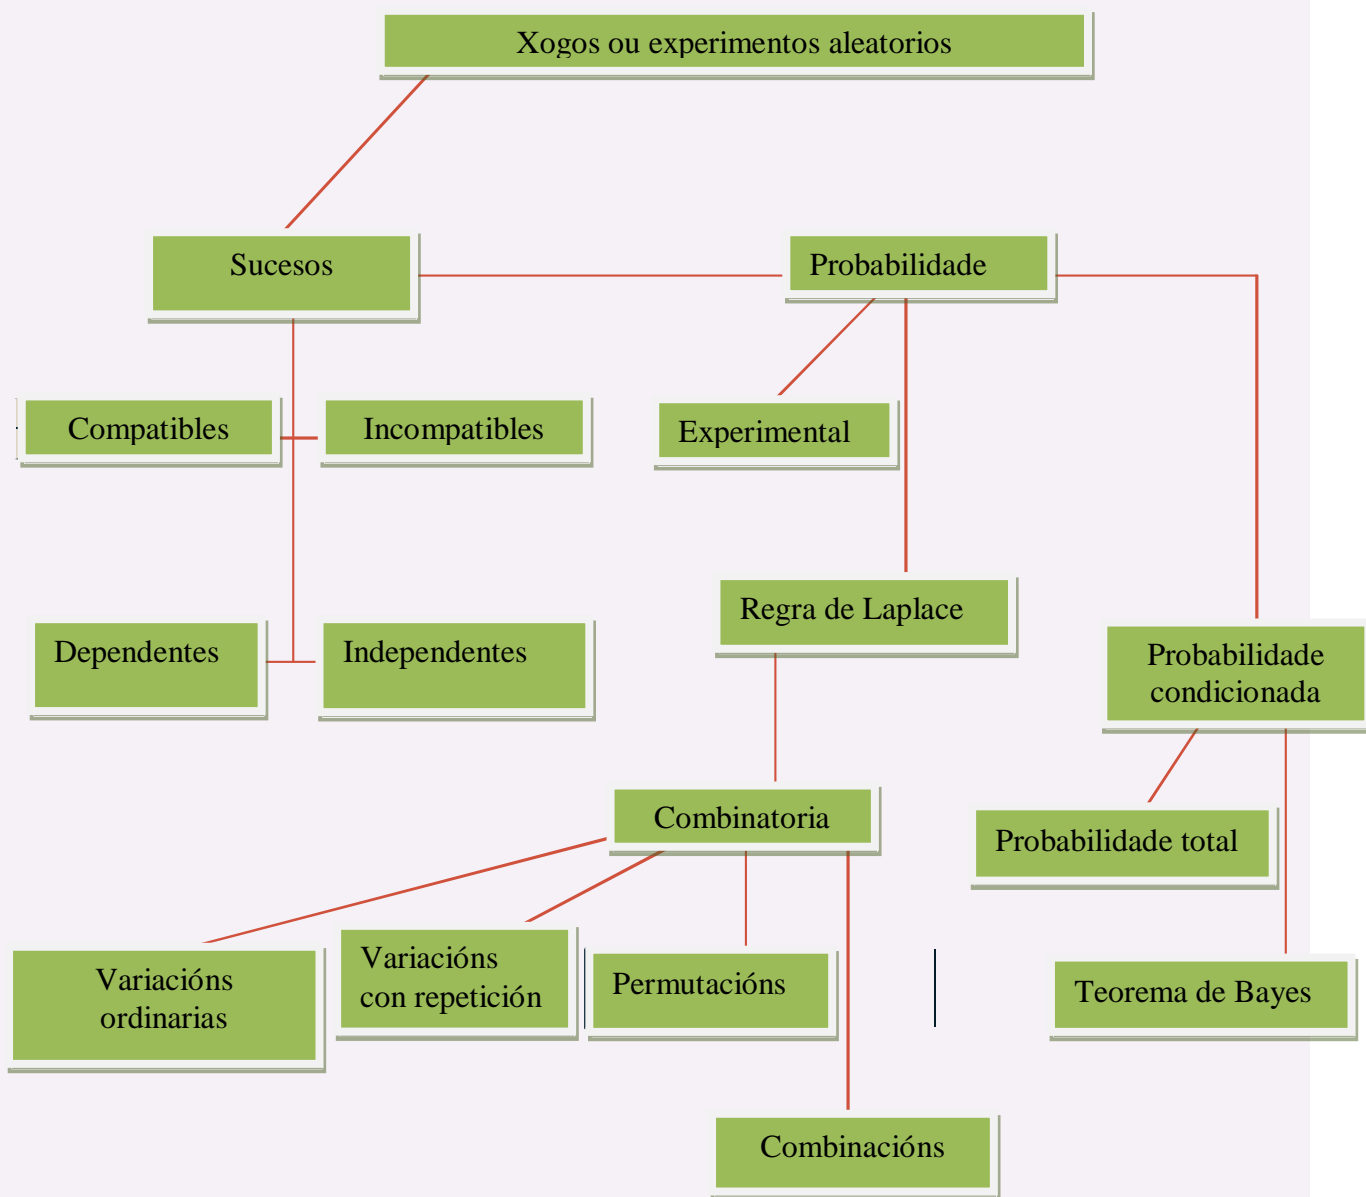 Xogos ou experimentos aleatorios
Sucesos
Probabilidade
Compatibles
Incompatibles
Experimental
Dependentes
Independentes
Regra de Laplace
Probabilidade
condicionada
Combinatoria
Probabilidade total
Variacións
ordinarias
Variacións
con repetición
Permutacións
Teorema de Bayes
Combinacións